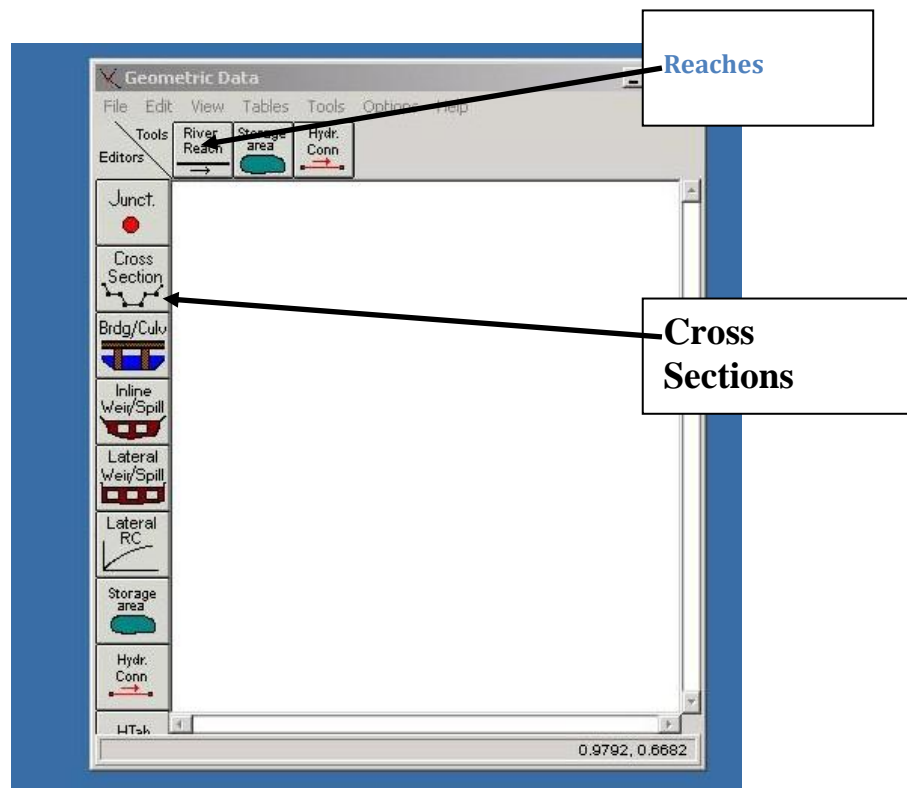 Reaches
Geometric Data
File Edit View Tables Tools Options Help
Tools
Editors
River
Reach
Storage
area
Hydr.
Conn
Junct.
Cross
Section
Brdg/Culv
Inline
Weir/Spill
Lateral
Weir/Spill
Lateral
RC
Storage
area
Hydr.
Conn
HTab
Cross
Sections
0.9792, 0.6682